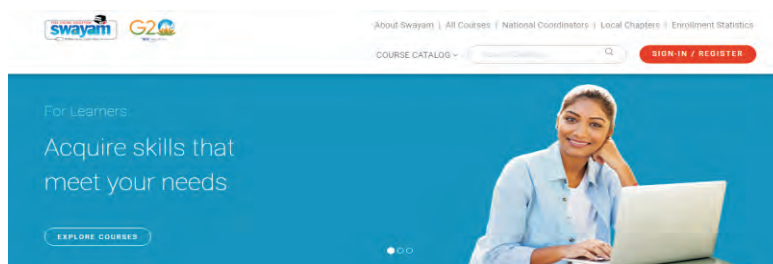 swayam G20
About Swayam | All Courses | National Coordinators | Local Chapters | Enrollment Statistics
COURSE CATALOG
SIGN-IN / REGISTER
For Learners
Acquire skills that
meet your needs
EXPLORE COURSES